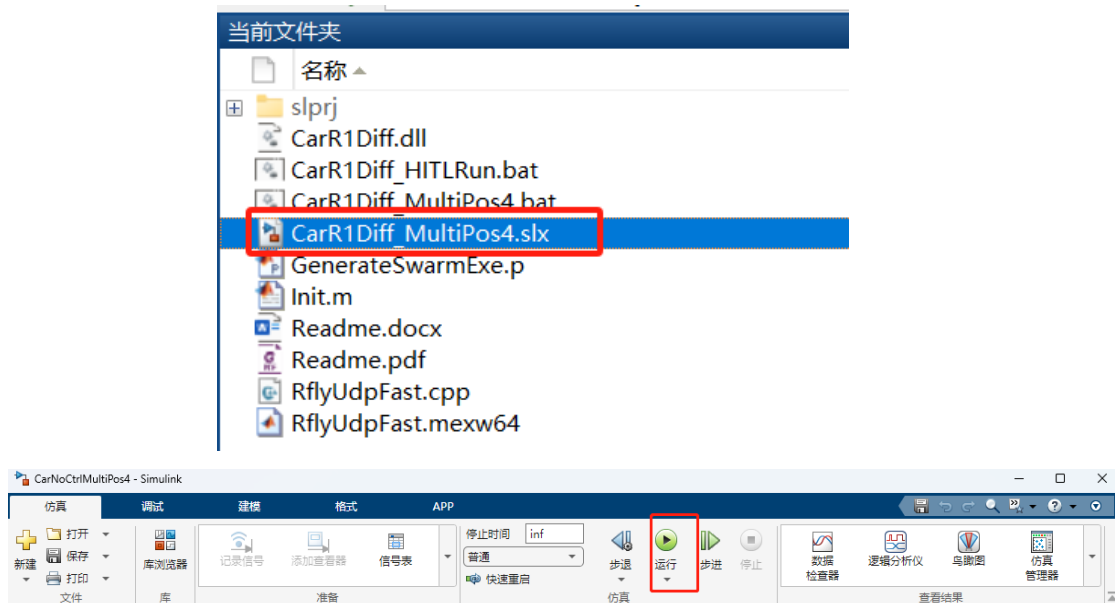 当前文件夹
名称
slprj
CarR1Diff.dll
CarR1Diff_HITLRun.bat
CarR1Diff_MultiPos4.bat
CarR1Diff_MultiPos4.slx
GenerateSwarmExe.p
Init.m
Readme.docx
Readme.pdf
RflyUdpFast.cpp
RflyUdpFast.mexw64
CarNoCtrlMultiPos4 - Simulink
仿真 调试 建模 格式 APP
新建 打开 保存 打印 文件
库浏览器 库
记录信号 添加查看器 信号表 准备
停止时间 inf
普通
快速重启
步退 运行 步进 停止 仿真
数据检查器 逻辑分析仪 鸟瞰图 仿真管理器 查看结果